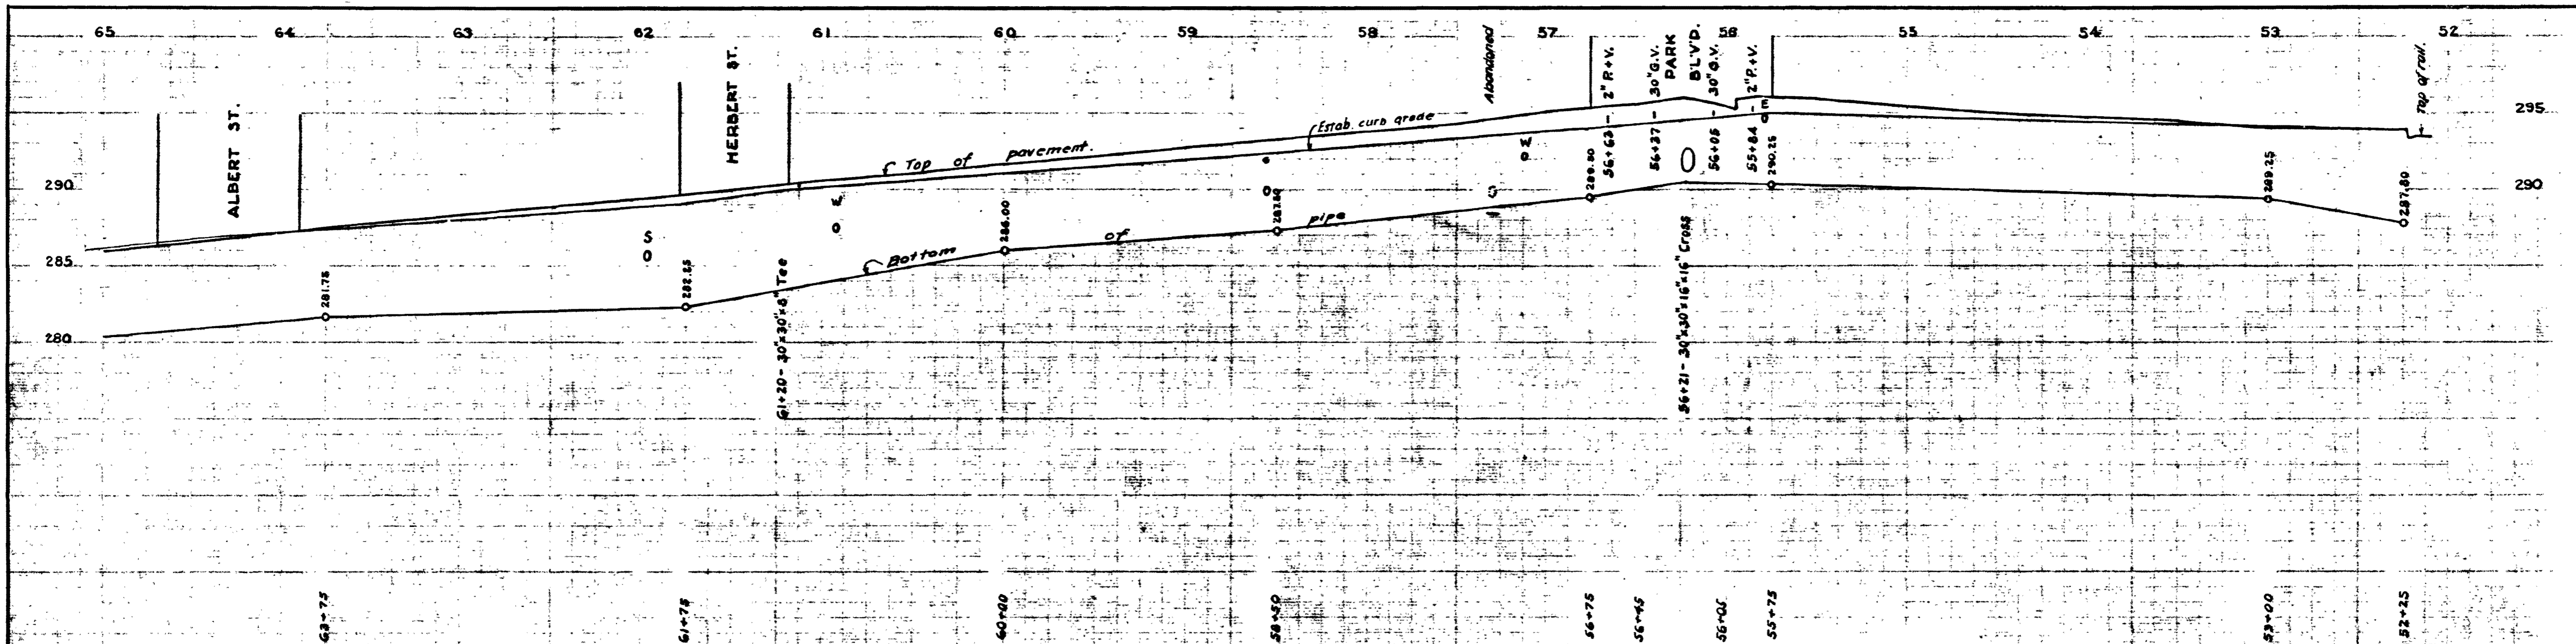 65 64 63 62 61 60 59 58 57 56 55 54 53 52
ALBERT ST.
HERBERT ST.
Abandoned
2" P.+V.
30" G.V.
PARK
BL'V'D.
30" G.V.
2" P.+V.
Top of rail.
295
295
E
Estab. curb grade
Top of pavement.
56+63 -
56+37 -
56+05 -
55+84 -
290
290
289.80
290.25
289.25
287.80
287.50
286.00
282.25
281.75
S
Bottom of pipe
285
280
61+20 - 30"x30"x8" Tee
56+21 - 30"x30"x16"x16" Cross
63+75
61+75
60+00
58+50
56+75
56+45
56+05
55+75
53+00
52+25